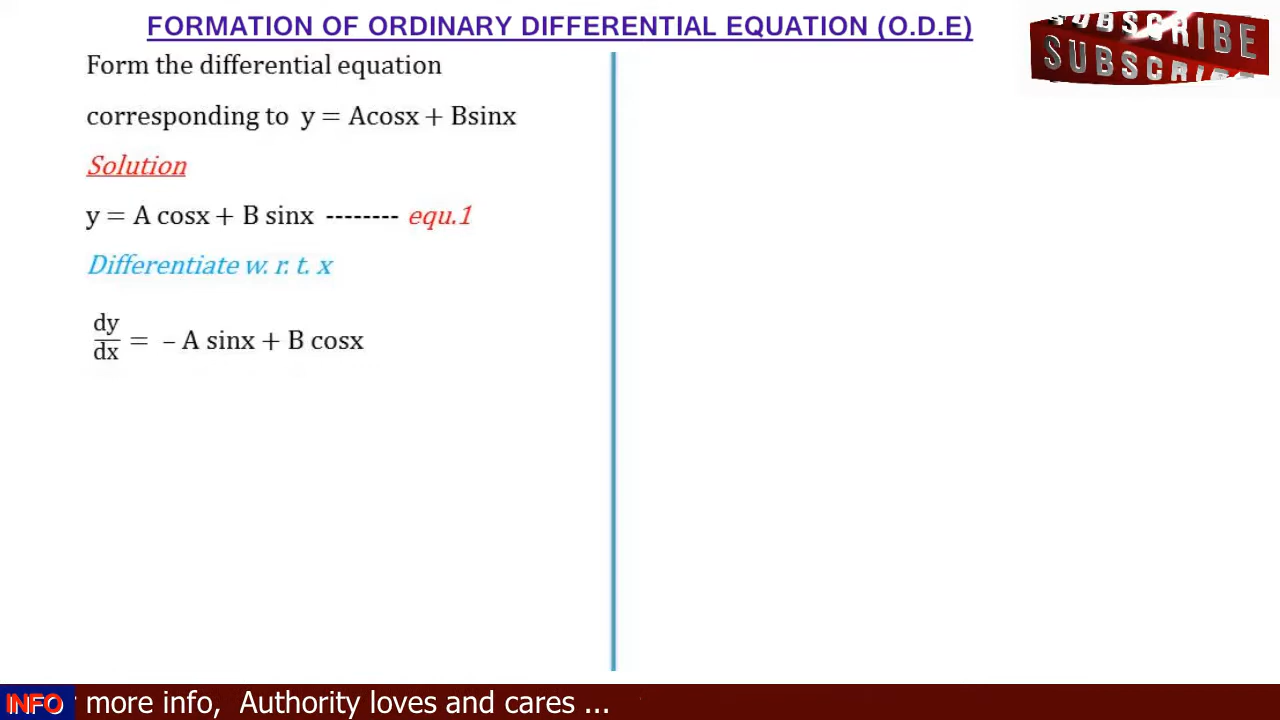 FORMATION OF ORDINARY DIFFERENTIAL EQUATION (O.D.E)
SUBSCRIBE
SUBSCRIBE
Form the differential equation
corresponding to y = Acosx + Bsinx
Solution
y = A cosx + B sinx -------- equ.1
Differentiate w. r. t. x
dy/dx = – A sinx + B cosx
INFO more info, Authority loves and cares ...